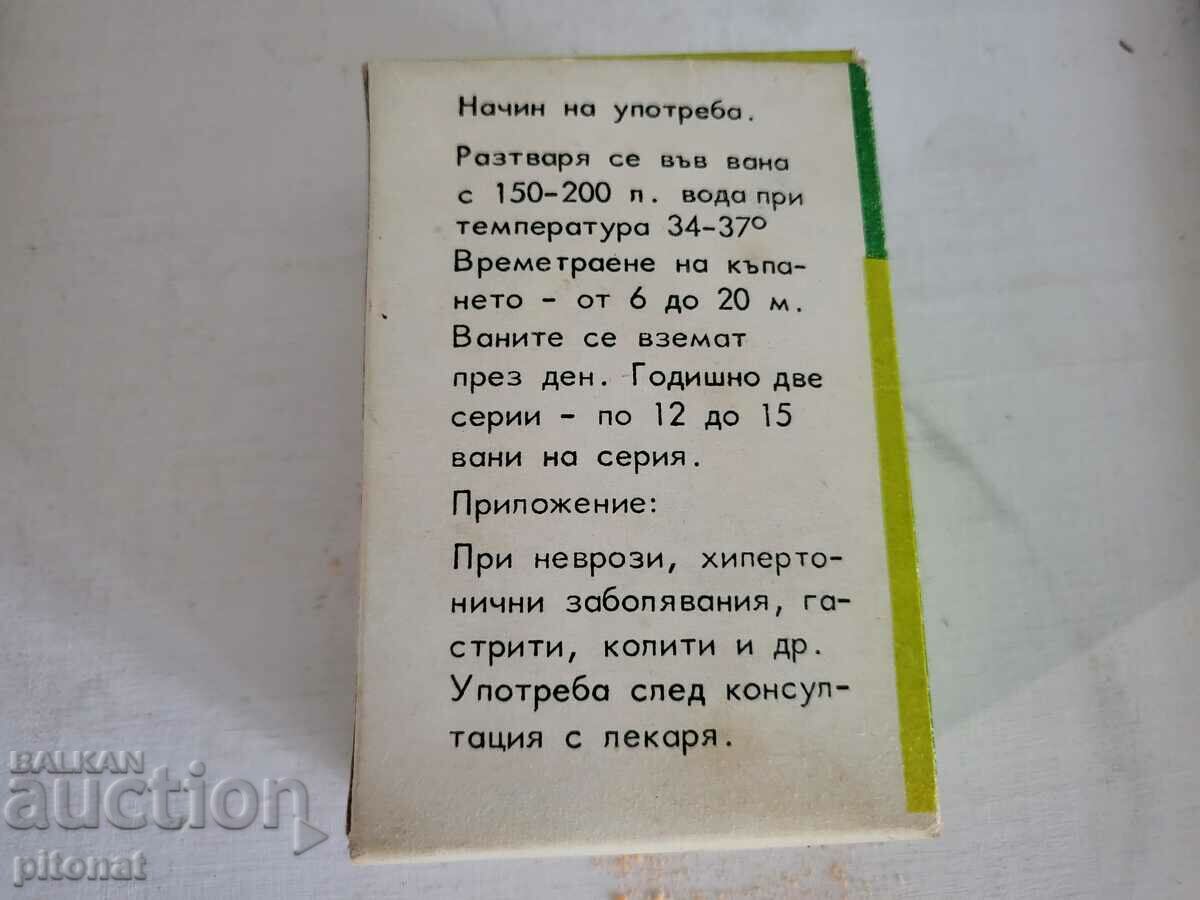 Начин на употреба.
Разтваря се във вана
с 150-200 л. вода при
температура 34-37°
Времетраене на къпа-
нето - от 6 до 20 м.
Ваните се вземат
през ден. Годишно две
серии - по 12 до 15
вани на серия.
Приложение:
При неврози, хиперто-
нични заболявания, га-
стрити, колити и др.
Употреба след консул-
тация с лекаря.
BALKAN
auction
pitonat